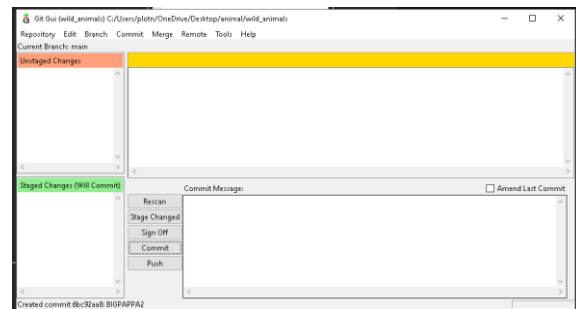 Git Gui (wild_animals) C:/Users/plotn/OneDrive/Desktop/animal/wild_animals
Repository Edit Branch Commit Merge Remote Tools Help
Current Branch: main
Unstaged Changes
Staged Changes (Will Commit)
Commit Message:
Amend Last Commit
Rescan
Stage Changed
Sign Off
Commit
Push
Created commit 6bc92aa8: BIGPAPPA2